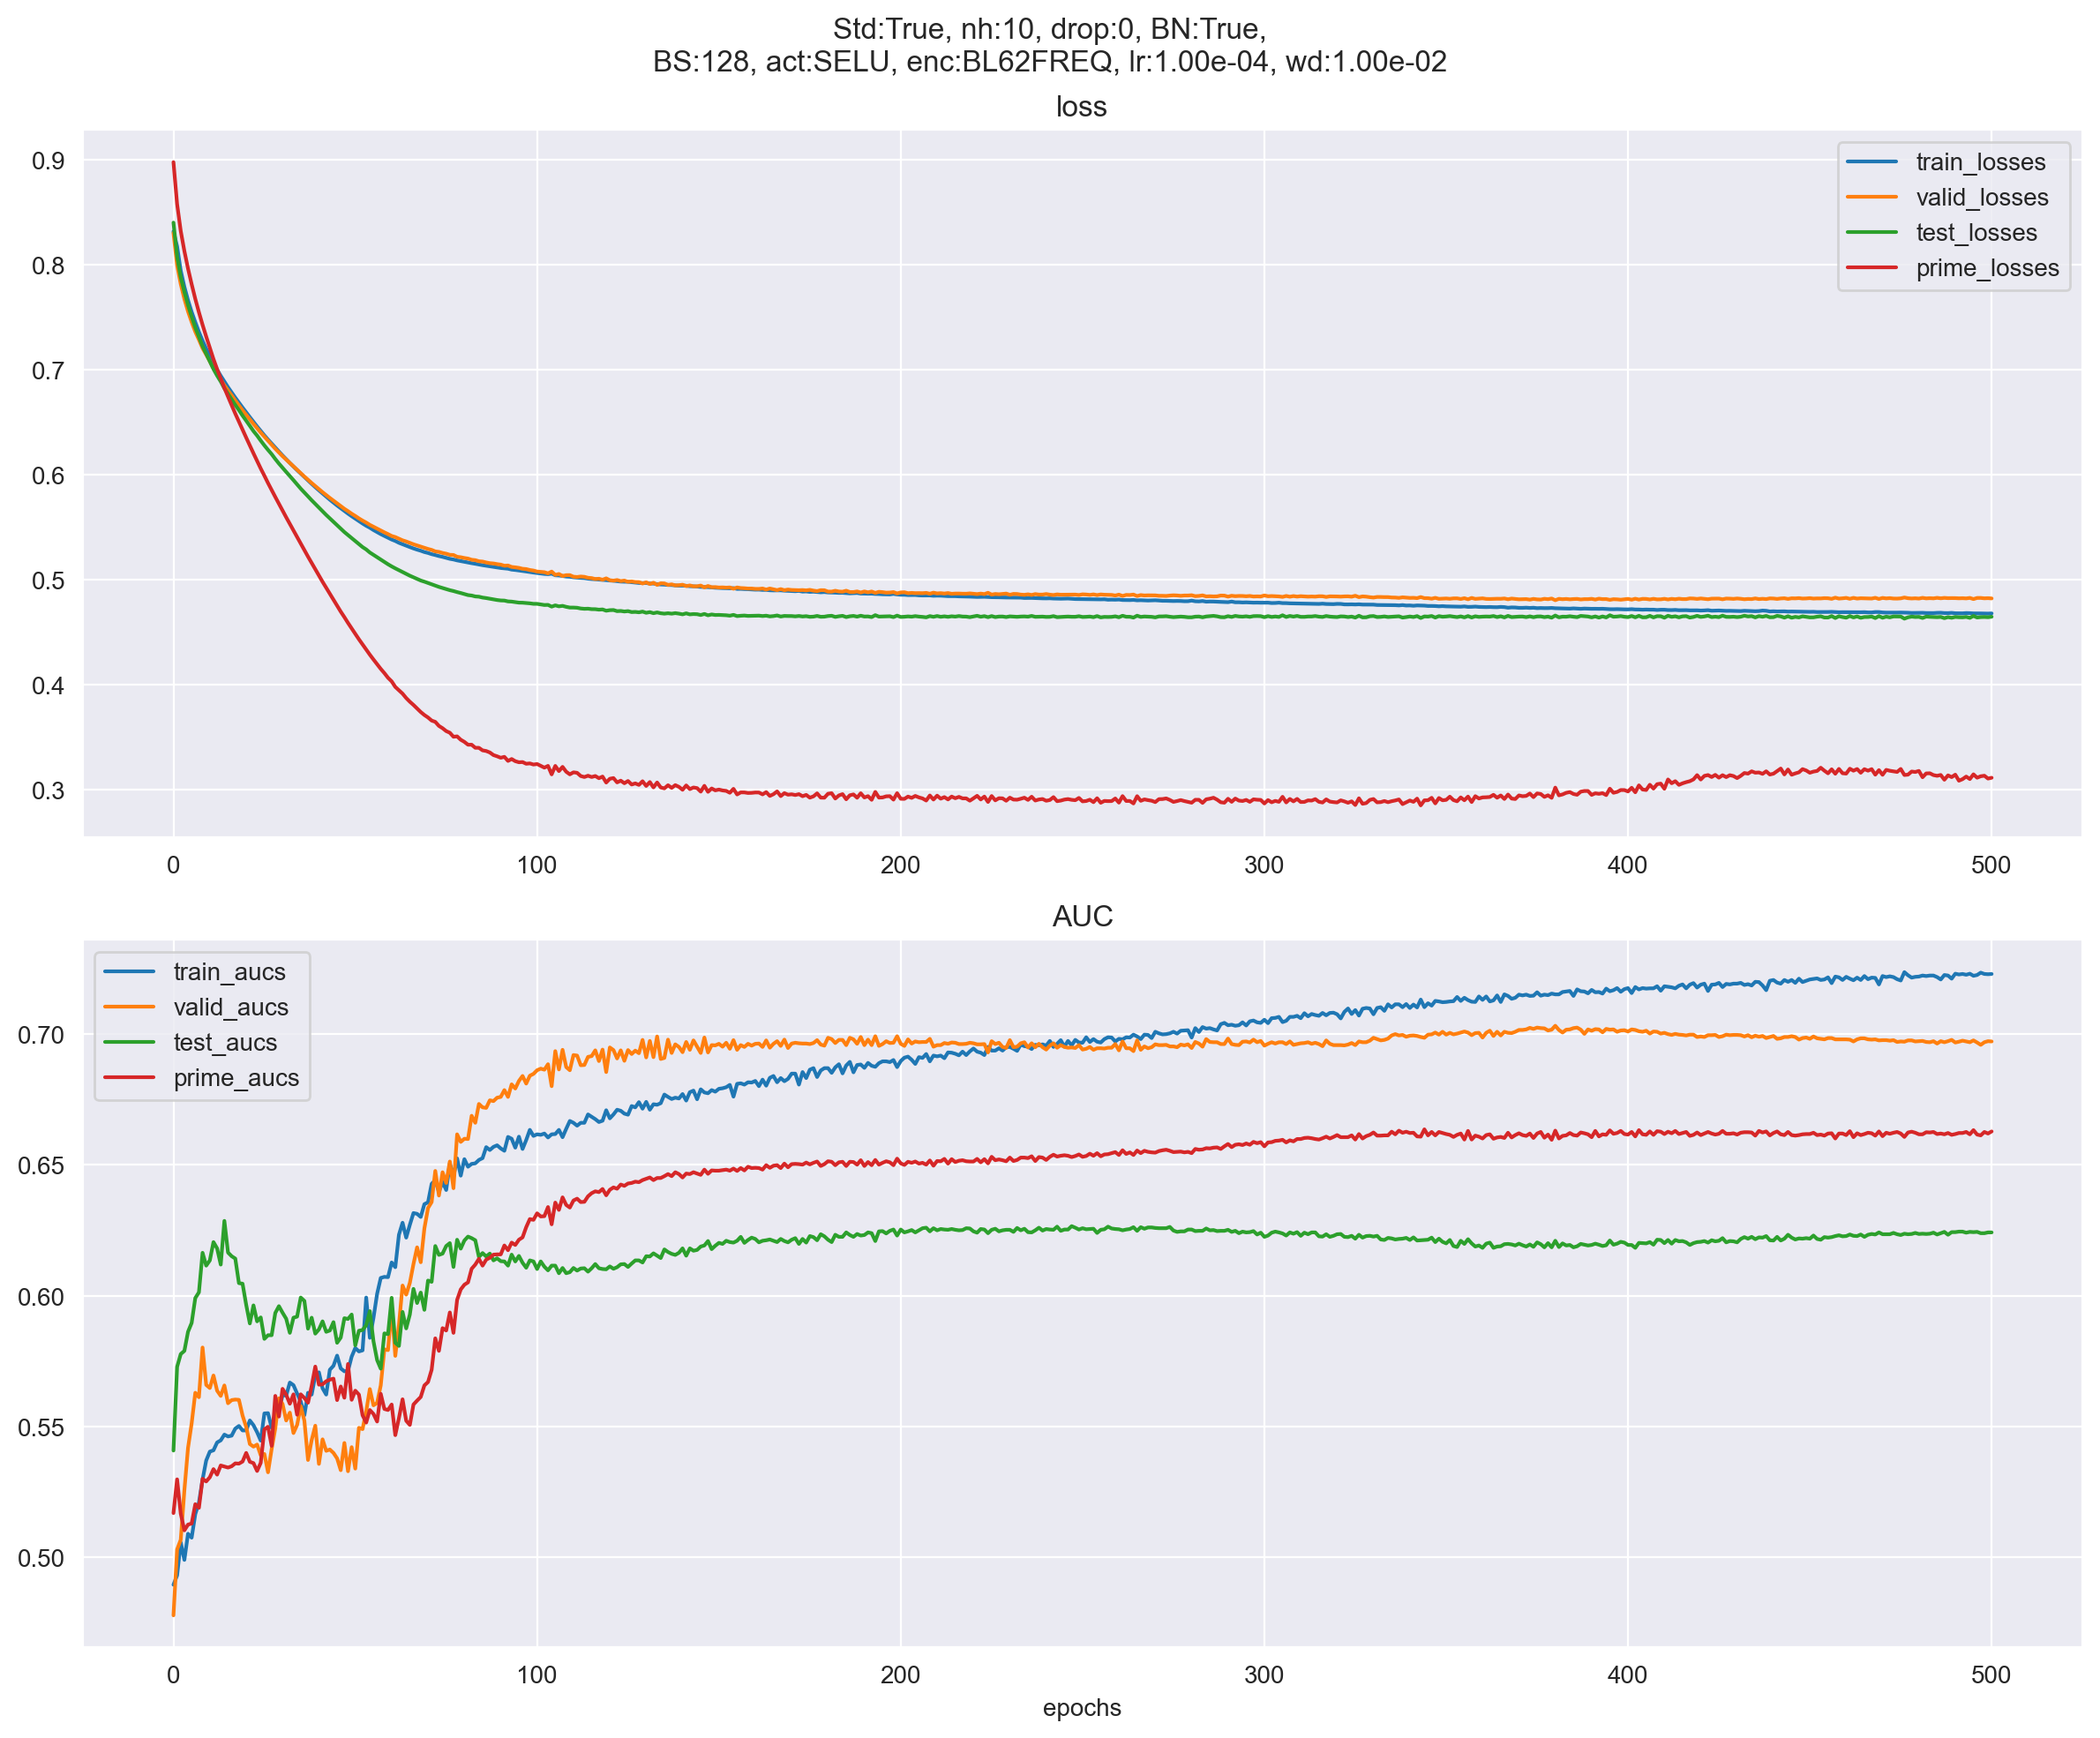 Std:True, nh:10, drop:0, BN:True,
BS:128, act:SELU, enc:BL62FREQ, lr:1.00e-04, wd:1.00e-02
loss
0.9
0.8
0.7
0.6
0.5
0.4
0.3
train_losses
valid_losses
test_losses
prime_losses
0 100 200 300 400 500
AUC
train_aucs
valid_aucs
test_aucs
prime_aucs
0.70
0.65
0.60
0.55
0.50
0 100 200 300 400 500
epochs